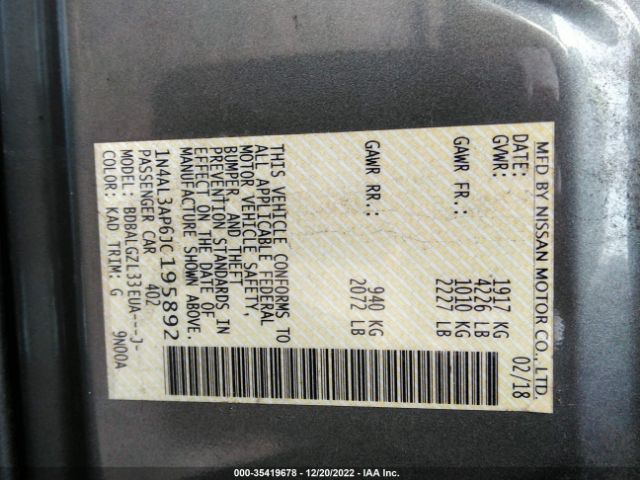 MFD BY NISSAN MOTOR CO., LTD.
DATE: 02/18
GVWR: 1917 KG
4226 LB
GAWR FR.: 1010 KG
2227 LB
GAWR RR.: 940 KG
2072 LB
THIS VEHICLE CONFORMS TO
ALL APPLICABLE FEDERAL
MOTOR VEHICLE SAFETY,
BUMPER, AND THEFT
PREVENTION STANDARDS IN
EFFECT ON THE DATE OF
MANUFACTURE SHOWN ABOVE.
1N4AL3AP6JC195892
PASSENGER CAR 402
MODEL: BDBALGZL33EUA---J-
COLOR: KAD TRIM: G 9N00A
000-35419678 - 12/20/2022 - IAA Inc.